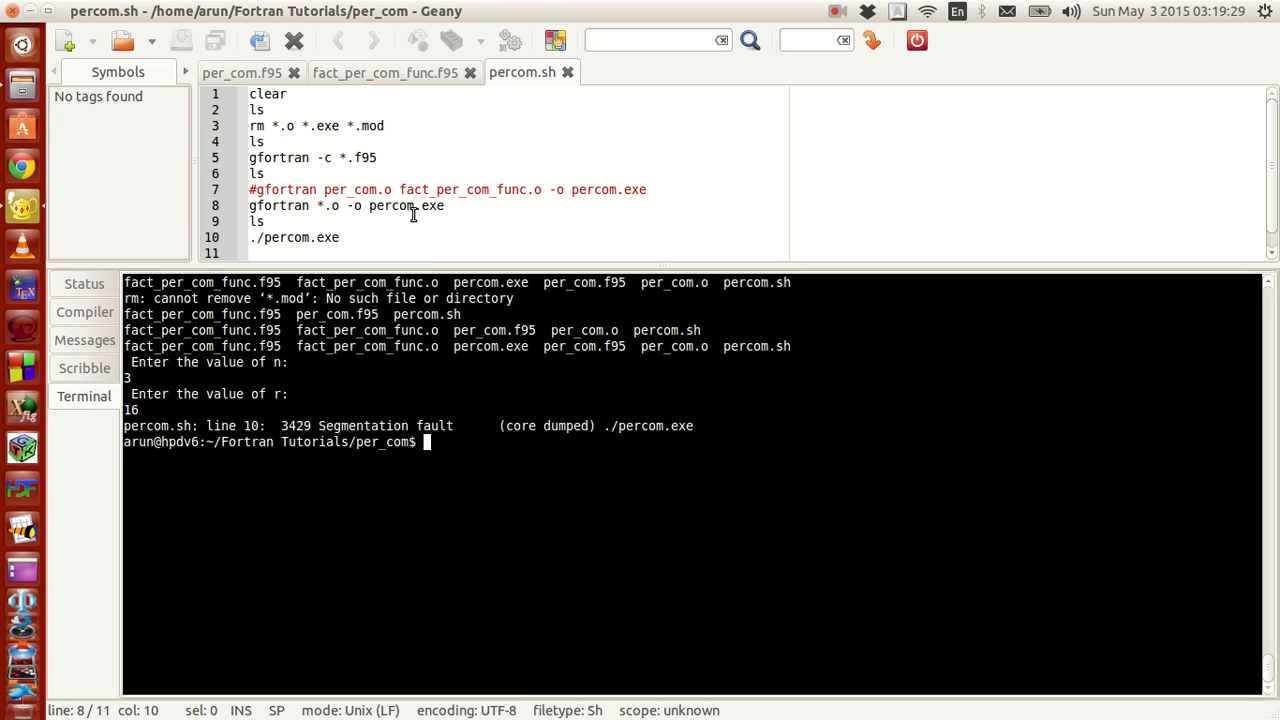 percom.sh - /home/arun/Fortran Tutorials/per_com - Geany
En
Sun May 3 2015 03:19:29
Symbols
per_com.f95
fact_per_com_func.f95
percom.sh
No tags found
1 clear
2 ls
3 rm *.o *.exe *.mod
4 ls
5 gfortran -c *.f95
6 ls
7 #gfortran per_com.o fact_per_com_func.o -o percom.exe
8 gfortran *.o -o percom.exe
9 ls
10 ./percom.exe
11
Status
Compiler
Messages
Scribble
Terminal
fact_per_com_func.f95 fact_per_com_func.o percom.exe per_com.f95 per_com.o percom.sh
rm: cannot remove ‘*.mod’: No such file or directory
fact_per_com_func.f95 per_com.f95 percom.sh
fact_per_com_func.f95 fact_per_com_func.o per_com.f95 per_com.o percom.sh
fact_per_com_func.f95 fact_per_com_func.o percom.exe per_com.f95 per_com.o percom.sh
Enter the value of n:
3
Enter the value of r:
16
percom.sh: line 10: 3429 Segmentation fault (core dumped) ./percom.exe
arun@hpdv6:~/Fortran Tutorials/per_com$
line: 8 / 11 col: 10 sel: 0 INS SP mode: Unix (LF) encoding: UTF-8 filetype: Sh scope: unknown